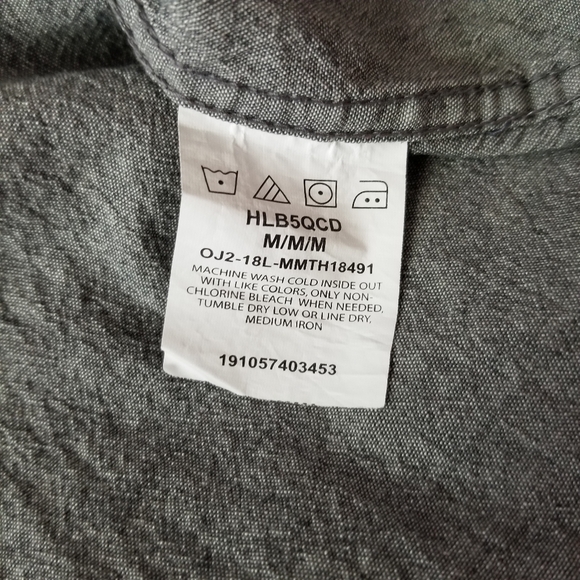 HLB5QCD
M/M/M
OJ2-18L-MMTH18491
MACHINE WASH COLD INSIDE OUT
WITH LIKE COLORS, ONLY NON-
CHLORINE BLEACH WHEN NEEDED,
TUMBLE DRY LOW OR LINE DRY,
MEDIUM IRON
191057403453